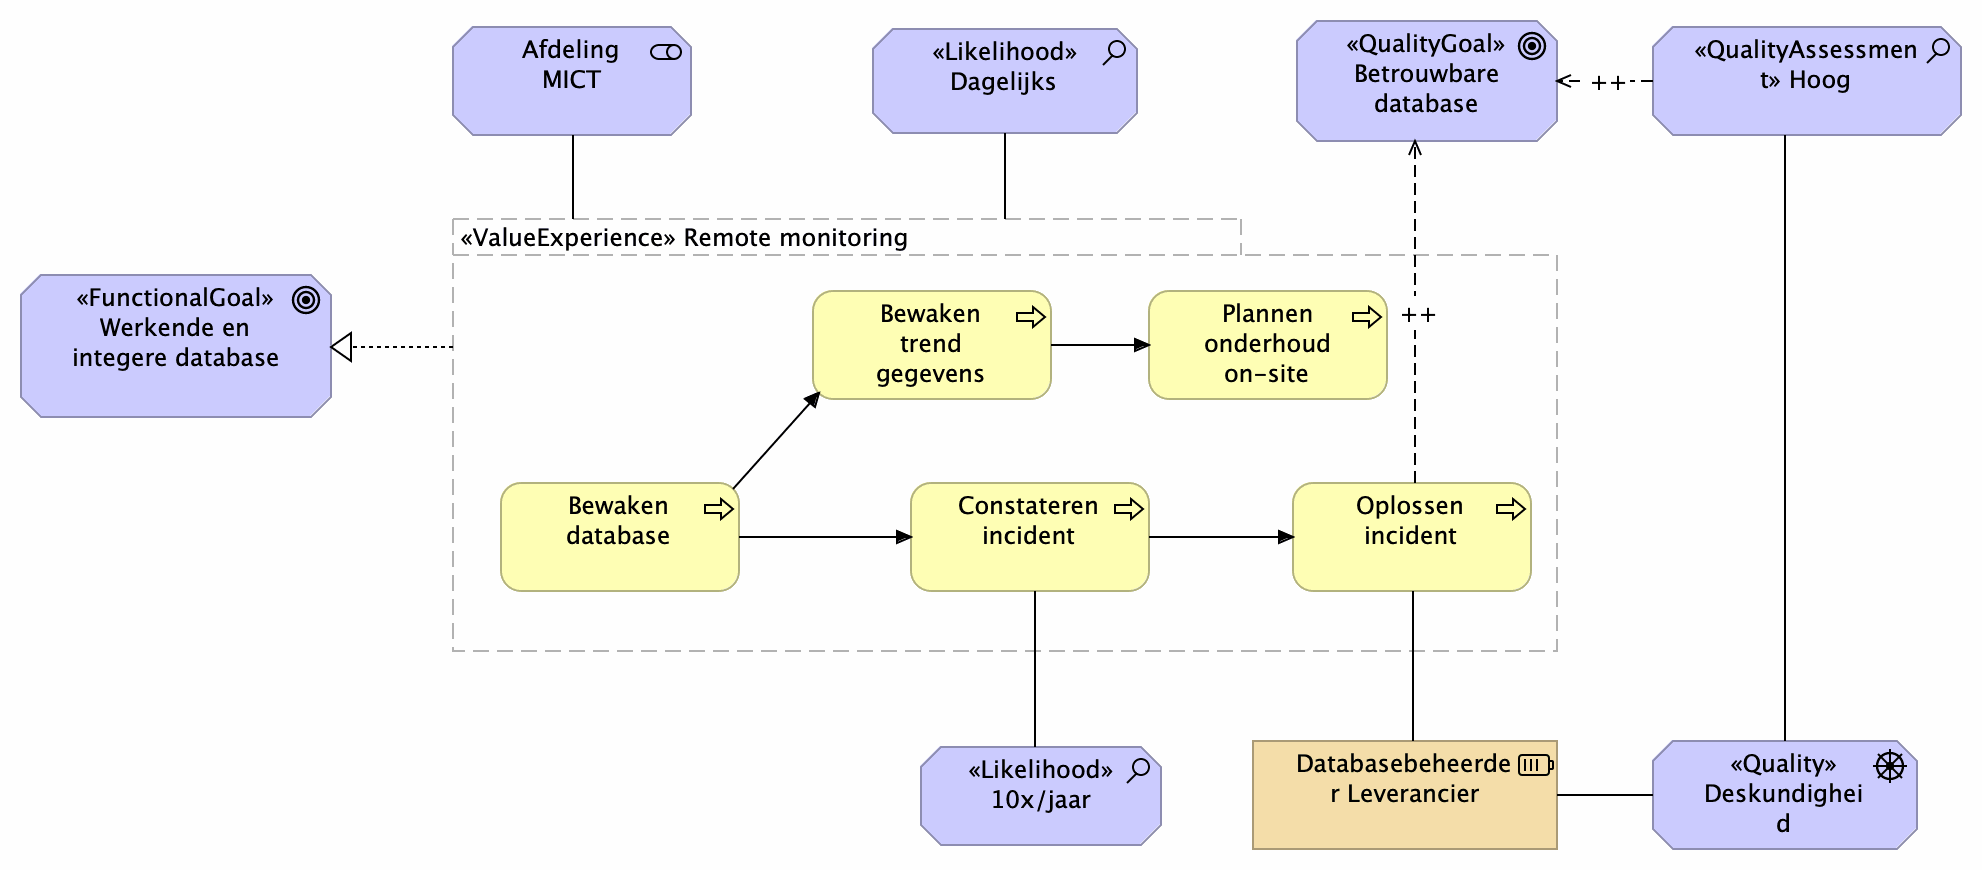 Afdeling
MICT
«Likelihood»
Dagelijks
«QualityGoal»
Betrouwbare
database
«QualityAssessmen
t» Hoog
++
«ValueExperience» Remote monitoring
«FunctionalGoal»
Werkende en
integere database
Bewaken
trend
gegevens
Plannen
onderhoud
on-site
++
Bewaken
database
Constateren
incident
Oplossen
incident
«Likelihood»
10x/jaar
Databasebeheerde
r Leverancier
«Quality»
Deskundighei
d